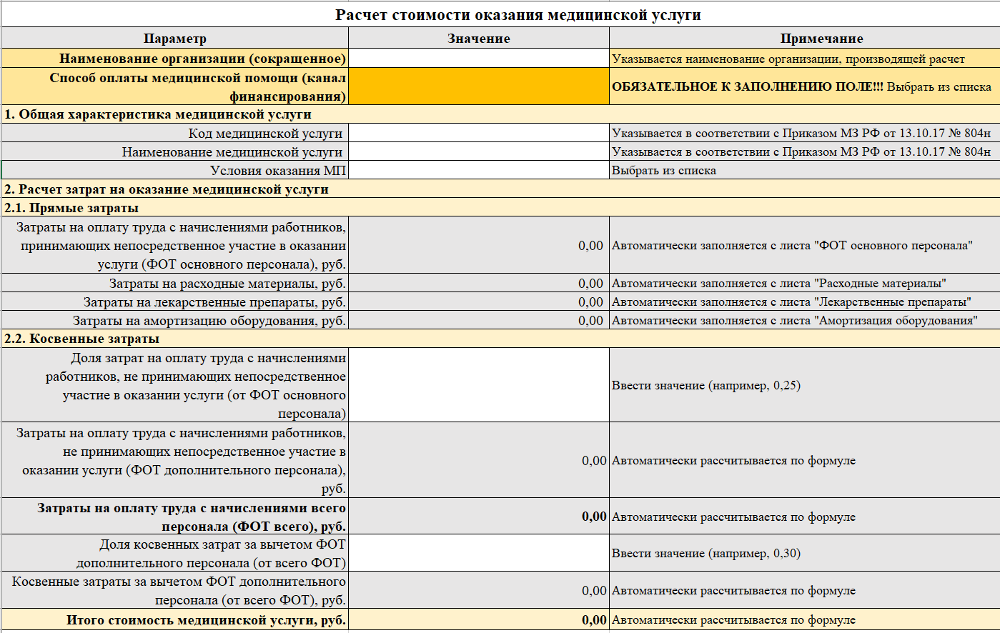 Расчет стоимости оказания медицинской услуги
Параметр Значение Примечание
Наименование организации (сокращенное) Указывается наименование организации, производящей расчет
Способ оплаты медицинской помощи (канал
финансирования)
ОБЯЗАТЕЛЬНОЕ К ЗАПОЛНЕНИЮ ПОЛЕ!!! Выбрать из списка
1. Общая характеристика медицинской услуги
Код медицинской услуги Указывается в соответствии с Приказом МЗ РФ от 13.10.17 № 804н
Наименование медицинской услуги Указывается в соответствии с Приказом МЗ РФ от 13.10.17 № 804н
Условия оказания МП Выбрать из списка
2. Расчет затрат на оказание медицинской услуги
2.1. Прямые затраты
Затраты на оплату труда с начислениями работников,
принимающих непосредственное участие в оказании
услуги (ФОТ основного персонала), руб.
0,00 Автоматически заполняется с листа "ФОТ основного персонала"
Затраты на расходные материалы, руб. 0,00 Автоматически заполняется с листа "Расходные материалы"
Затраты на лекарственные препараты, руб. 0,00 Автоматически заполняется с листа "Лекарственные препараты"
Затраты на амортизацию оборудования, руб. 0,00 Автоматически заполняется с листа "Амортизация оборудования"
2.2. Косвенные затраты
Доля затрат на оплату труда с начислениями
работников, не принимающих непосредственное
участие в оказании услуги (от ФОТ основного
персонала)
Ввести значение (например, 0,25)
Затраты на оплату труда с начислениями работников,
не принимающих непосредственное участие в
оказании услуги (ФОТ дополнительного персонала),
руб.
0,00 Автоматически рассчитывается по формуле
Затраты на оплату труда с начислениями всего
персонала (ФОТ всего), руб.
0,00 Автоматически рассчитывается по формуле
Доля косвенных затрат за вычетом ФОТ
дополнительного персонала (от всего ФОТ)
Ввести значение (например, 0,30)
Косвенные затраты за вычетом ФОТ дополнительного
персонала (от всего ФОТ), руб.
0,00 Автоматически рассчитывается по формуле
Итого стоимость медицинской услуги, руб. 0,00 Автоматически рассчитывается по формуле